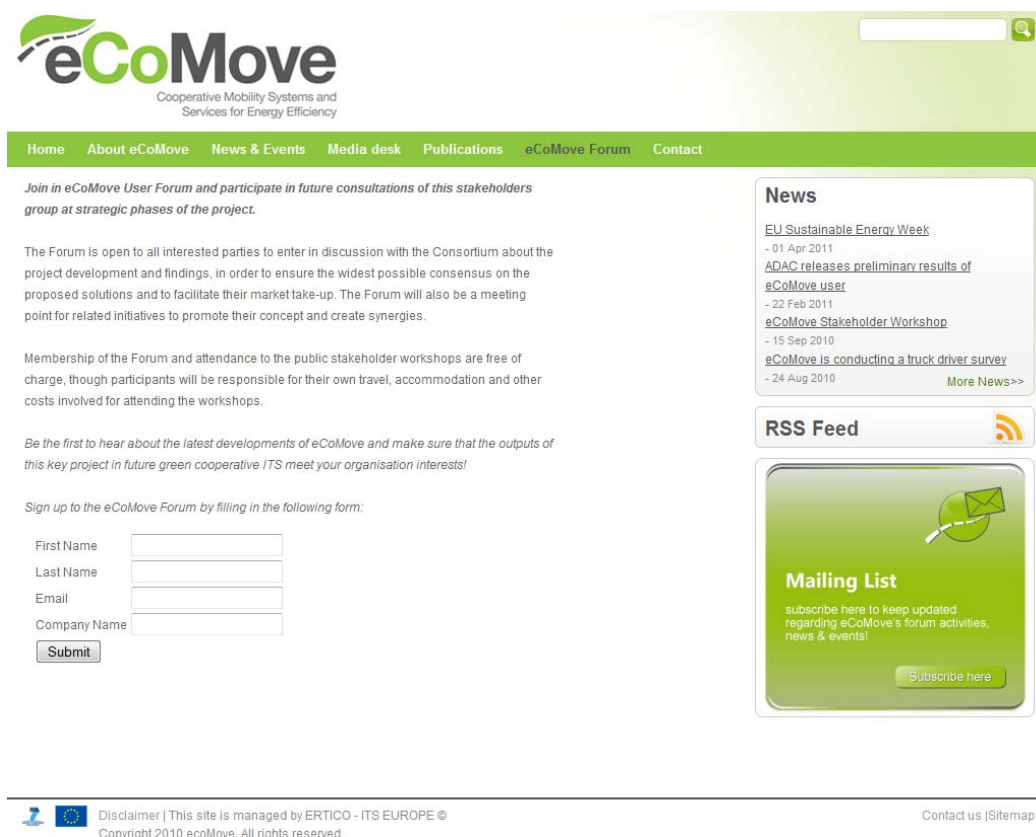 eCoMove
Cooperative Mobility Systems and
Services for Energy Efficiency
Home About eCoMove News & Events Media desk Publications eCoMove Forum Contact
Join in eCoMove User Forum and participate in future consultations of this stakeholders
group at strategic phases of the project.
The Forum is open to all interested parties to enter in discussion with the Consortium about the
project development and findings, in order to ensure the widest possible consensus on the
proposed solutions and to facilitate their market take-up. The Forum will also be a meeting
point for related initiatives to promote their concept and create synergies.
Membership of the Forum and attendance to the public stakeholder workshops are free of
charge, though participants will be responsible for their own travel, accommodation and other
costs involved for attending the workshops.
Be the first to hear about the latest developments of eCoMove and make sure that the outputs of
this key project in future green cooperative ITS meet your organisation interests!
Sign up to the eCoMove Forum by filling in the following form:
First Name
Last Name
Email
Company Name
Submit
News
EU Sustainable Energy Week
- 01 Apr 2011
ADAC releases preliminary results of
eCoMove user
- 22 Feb 2011
eCoMove Stakeholder Workshop
- 15 Sep 2010
eCoMove is conducting a truck driver survey
- 24 Aug 2010
More News>>
RSS Feed
Mailing List
subscribe here to keep updated
regarding eCoMove's forum activities,
news & events!
Subscribe here
Disclaimer | This site is managed by ERTICO - ITS EUROPE ©
Copyright 2010 ecoMove. All rights reserved.
Contact us |Sitemap